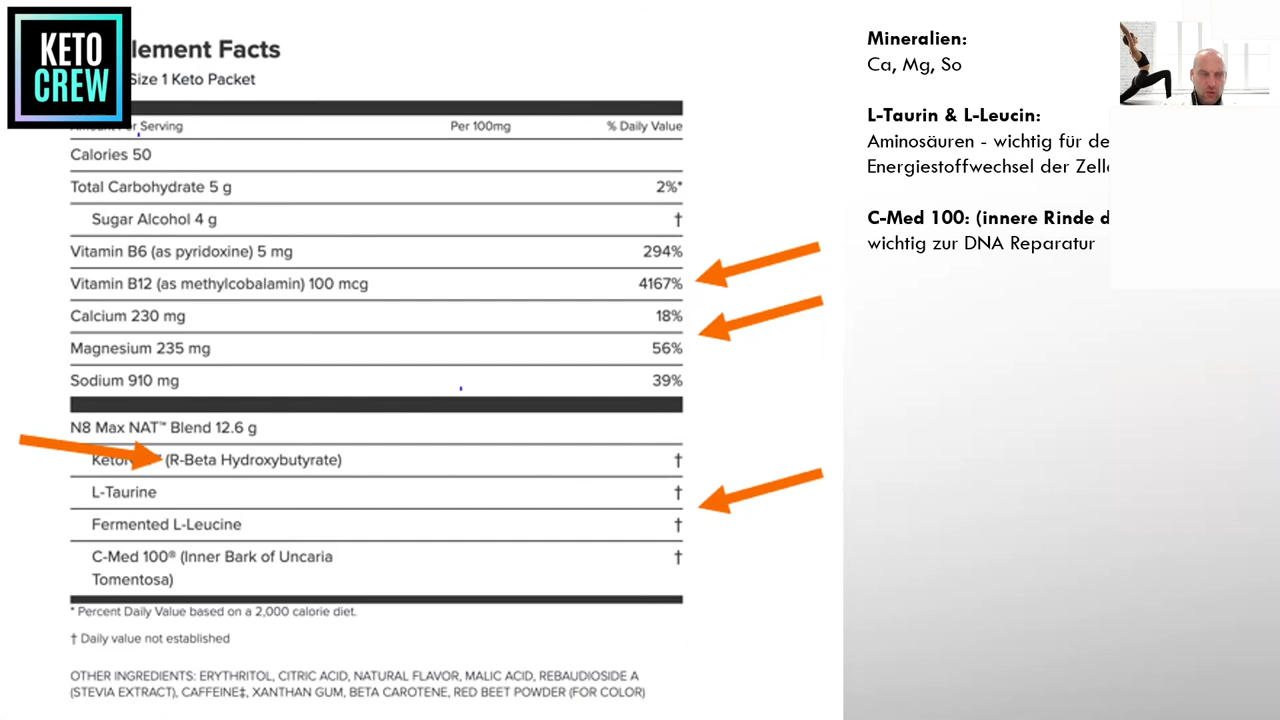 KETO
CREW
lement Facts
Size 1 Keto Packet
Amount Per Serving Per 100mg % Daily Value
Calories 50
Total Carbohydrate 5 g 2%*
Sugar Alcohol 4 g †
Vitamin B6 (as pyridoxine) 5 mg 294%
Vitamin B12 (as methylcobalamin) 100 mcg 4167%
Calcium 230 mg 18%
Magnesium 235 mg 56%
Sodium 910 mg 39%
N8 Max NAT™ Blend 12.6 g
(R-Beta Hydroxybutyrate) †
L-Taurine †
Fermented L-Leucine †
C-Med 100® (Inner Bark of Uncaria †
Tomentosa)
* Percent Daily Value based on a 2,000 calorie diet.
† Daily value not established
OTHER INGREDIENTS: ERYTHRITOL, CITRIC ACID, NATURAL FLAVOR, MALIC ACID, REBAUDIOSIDE A
(STEVIA EXTRACT), CAFFEINE‡, XANTHAN GUM, BETA CAROTENE, RED BEET POWDER (FOR COLOR)
Mineralien:
Ca, Mg, So
L-Taurin & L-Leucin:
Aminosäuren - wichtig für de
Energiestoffwechsel der Zell
C-Med 100: (innere Rinde d
wichtig zur DNA Reparatur